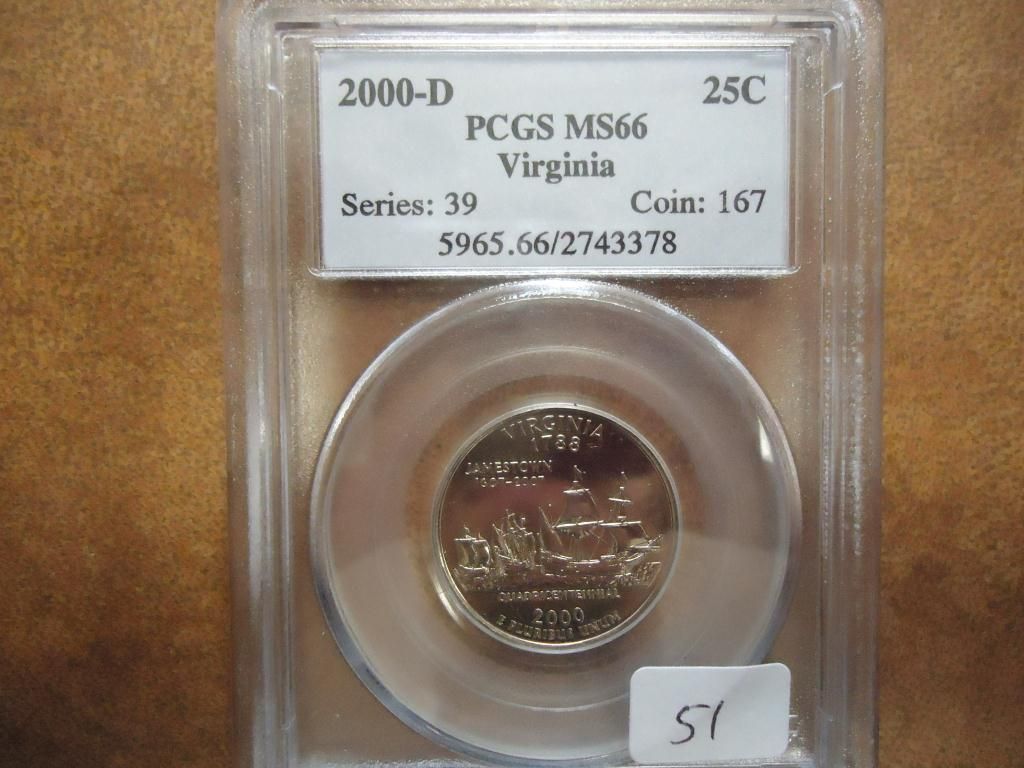 2000-D 25C
PCGS MS66
Virginia
Series: 39 Coin: 167
5965.66/2743378
VIRGINIA
1788
JAMESTOWN
1607-2007
QUADRICENTENNIAL
2000
E PLURIBUS UNUM
51